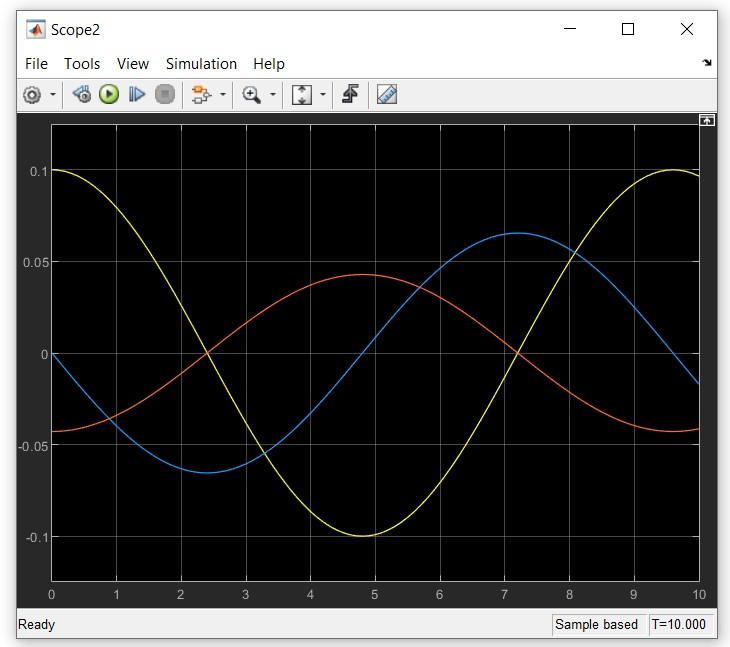 Scope2
File Tools View Simulation Help
0.1
0.05
0
-0.05
-0.1
0 1 2 3 4 5 6 7 8 9 10
Ready Sample based T=10.000